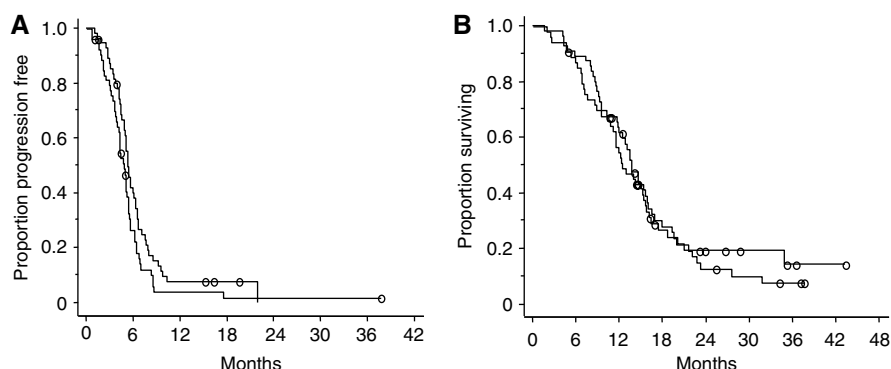 A
Proportion progression free
1.0
0.8
0.6
0.4
0.2
0
0 6 12 18 24 30 36 42
Months
B
Proportion surviving
1.0
0.8
0.6
0.4
0.2
0
0 6 12 18 24 30 36 42 48
Months